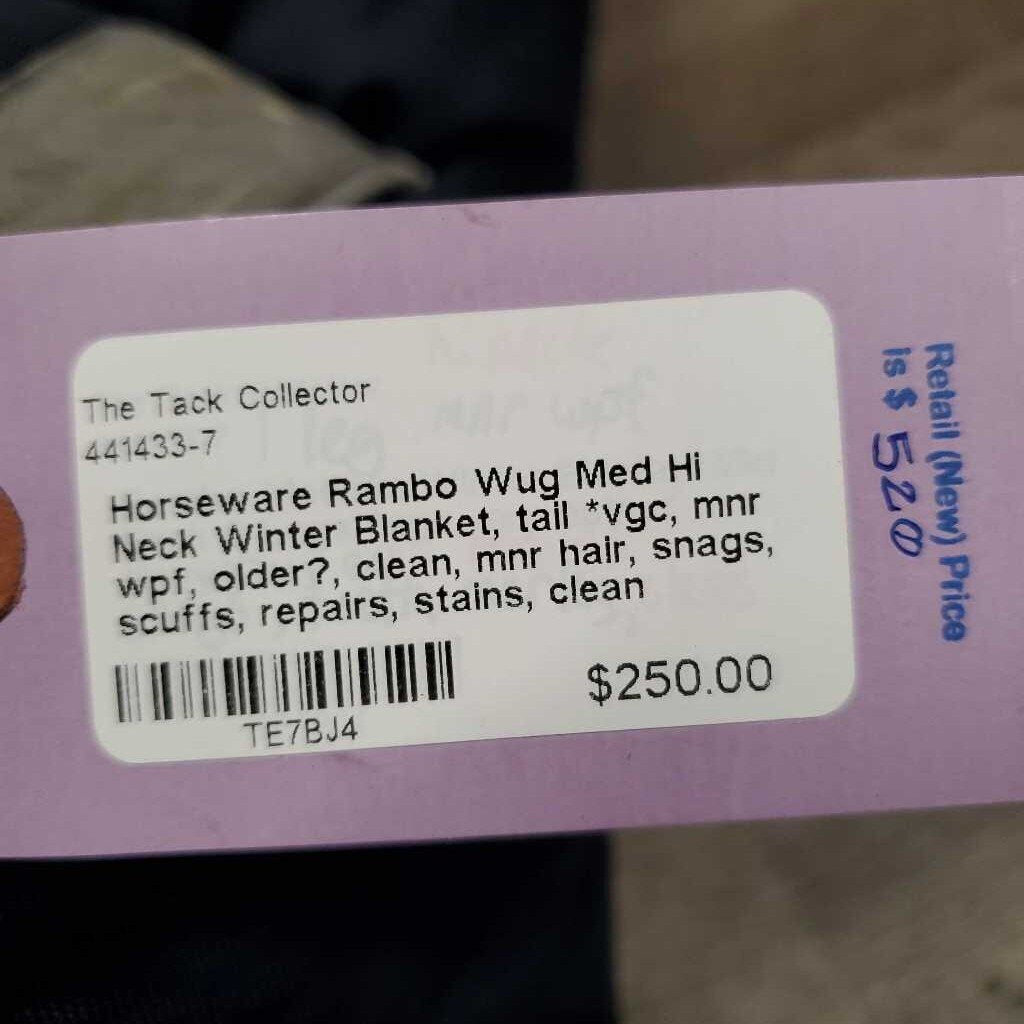 The Tack Collector
441433-7
Horseware Rambo Wug Med Hi
Neck Winter Blanket, tail *vgc, mnr
wpf, older?, clean, mnr hair, snags,
scuffs, repairs, stains, clean
TE7BJ4
$250.00
Retail (New) Price
is $ 520